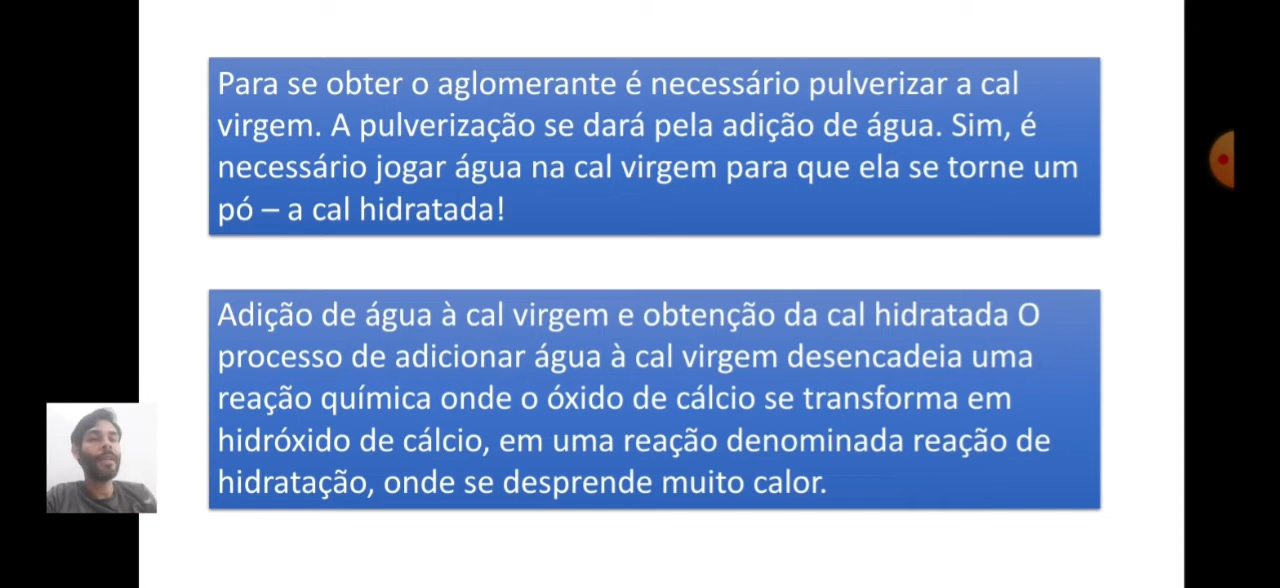 Para se obter o aglomerante é necessário pulverizar a cal
virgem. A pulverização se dará pela adição de água. Sim, é
necessário jogar água na cal virgem para que ela se torne um
pó – a cal hidratada!
Adição de água à cal virgem e obtenção da cal hidratada O
processo de adicionar água à cal virgem desencadeia uma
reação química onde o óxido de cálcio se transforma em
hidróxido de cálcio, em uma reação denominada reação de
hidratação, onde se desprende muito calor.